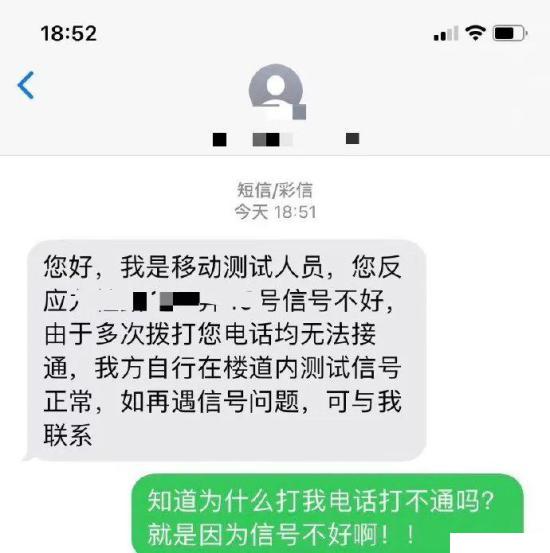 18:52
短信/彩信
今天 18:51
您好，我是移动测试人员，您反
应号信号不好，
由于多次拨打您电话均无法接
通，我方自行在楼道内测试信号
正常，如再遇信号问题，可与我
联系
知道为什么打我电话打不通吗？
就是因为信号不好啊！！